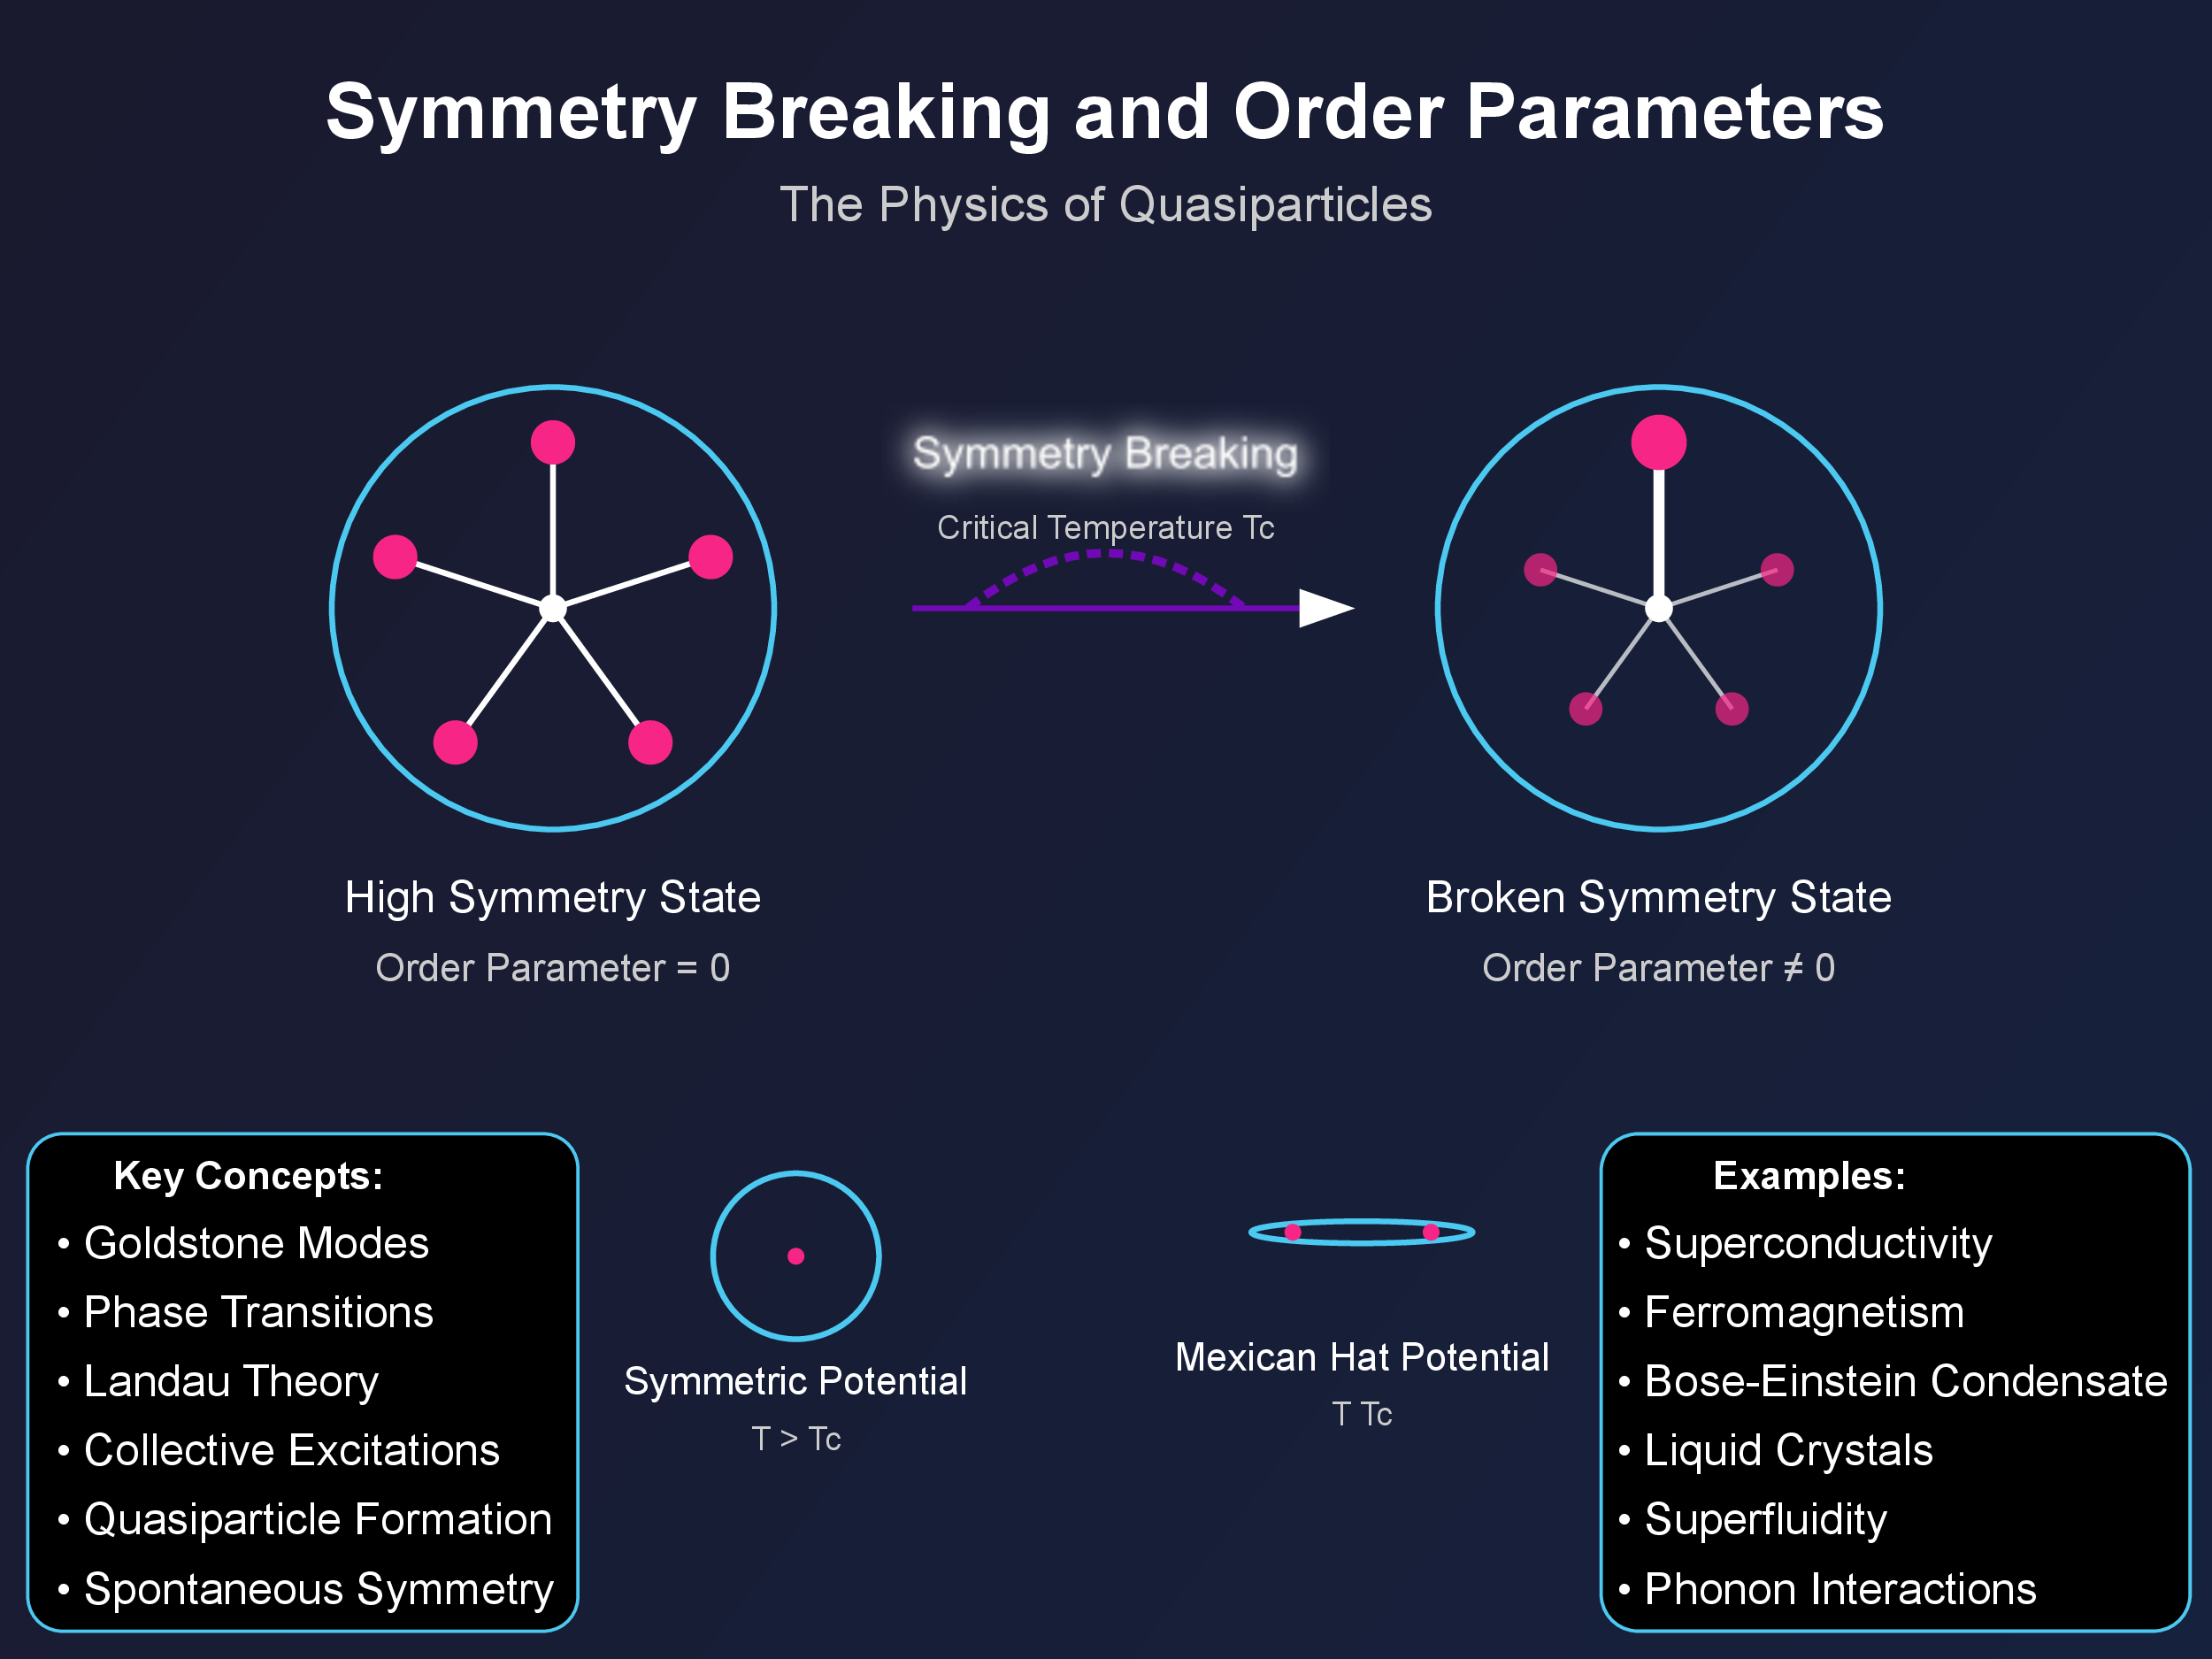 Symmetry Breaking and Order Parameters
The Physics of Quasiparticles
Symmetry Breaking
Critical Temperature Tc
High Symmetry State
Order Parameter = 0
Broken Symmetry State
Order Parameter ≠ 0
Key Concepts:
• Goldstone Modes
• Phase Transitions
• Landau Theory
• Collective Excitations
• Quasiparticle Formation
• Spontaneous Symmetry
Symmetric Potential
T > Tc
Mexican Hat Potential
T Tc
Examples:
• Superconductivity
• Ferromagnetism
• Bose-Einstein Condensate
• Liquid Crystals
• Superfluidity
• Phonon Interactions